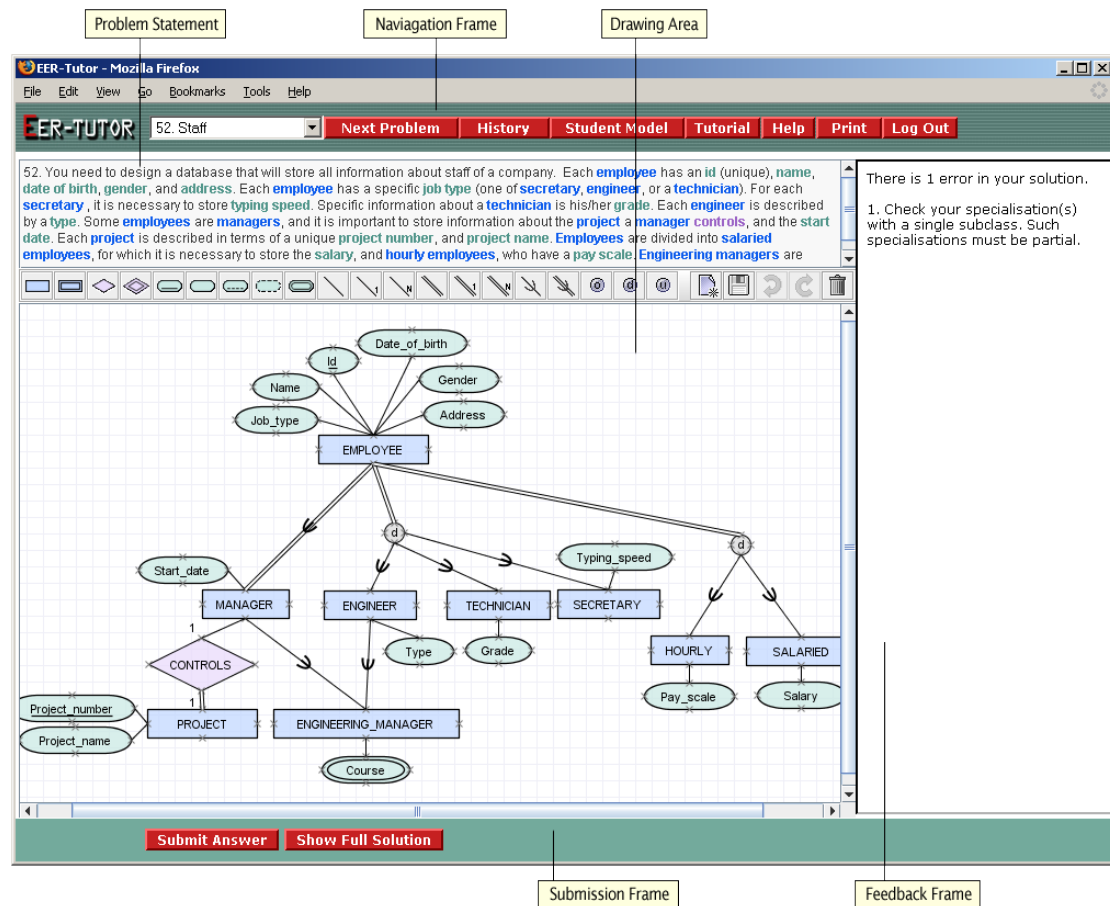 Problem Statement
Naviagation Frame
Drawing Area
EER-Tutor - Mozilla Firefox
File Edit View Go Bookmarks Tools Help
EER-TUTOR
52. Staff
Next Problem
History
Student Model
Tutorial
Help
Print
Log Out
52. You need to design a database that will store all information about staff of a company. Each employee has an id (unique), name,
date of birth, gender, and address. Each employee has a specific job type (one of secretary, engineer, or a technician). For each
secretary , it is necessary to store typing speed. Specific information about a technician is his/her grade. Each engineer is described
by a type. Some employees are managers, and it is important to store information about the project a manager controls, and the start
date. Each project is described in terms of a unique project number, and project name. Employees are divided into salaried
employees, for which it is necessary to store the salary, and hourly employees, who have a pay scale. Engineering managers are
There is 1 error in your solution.
1. Check your specialisation(s)
with a single subclass. Such
specialisations must be partial.
1
N
1
N
o
d
u
Date_of_birth
Id
Name
Gender
Job_type
Address
EMPLOYEE
d
d
Start_date
Typing_speed
MANAGER
ENGINEER
TECHNICIAN
SECRETARY
1
CONTROLS
Type
Grade
HOURLY
SALARIED
1
Pay_scale
Salary
Project_number
Project_name
PROJECT
ENGINEERING_MANAGER
Course
Submit Answer
Show Full Solution
Submission Frame
Feedback Frame